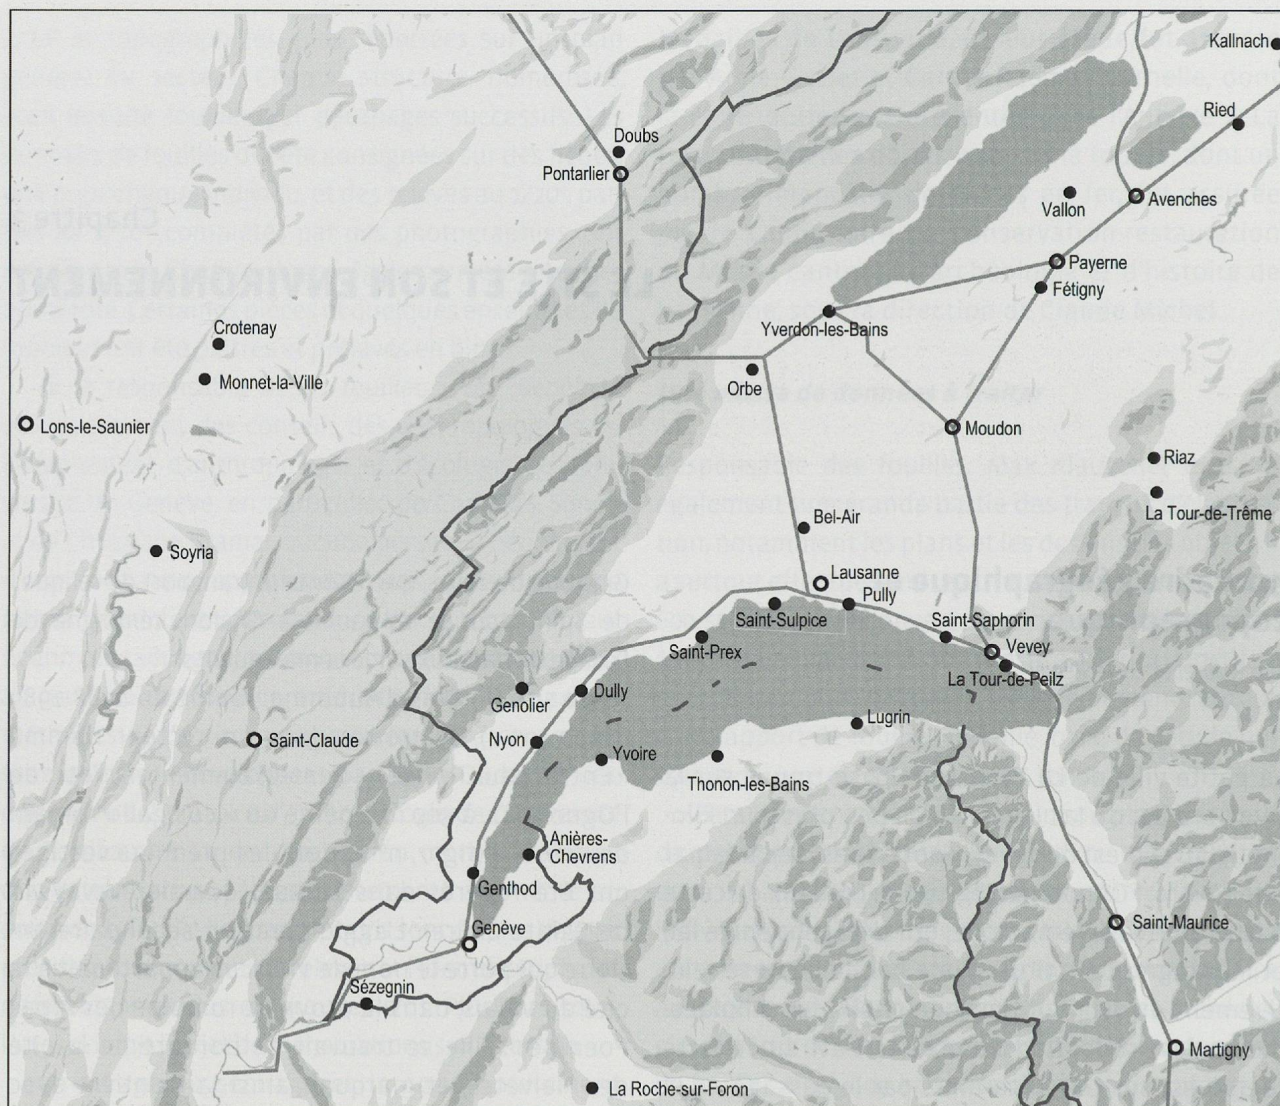 Kallnach
Ried
Doubs
Pontarlier
Avenches
Vallon
Payerne
Fétigny
Yverdon-les-Bains
Crotenay
Monnet-la-Ville
Orbe
Lons-le-Saunier
Moudon
Riaz
La Tour-de-Trême
Bel-Air
Soyria
Lausanne
Pully
Saint-Sulpice
Saint-Saphorin
Saint-Prex
Vevey
La Tour-de-Peilz
Dully
Genolier
Lugrin
Nyon
Saint-Claude
Yvoire
Thonon-les-Bains
Anières-
Chevrens
Genthod
Saint-Maurice
Genève
Sézegnin
Martigny
La Roche-sur-Foron